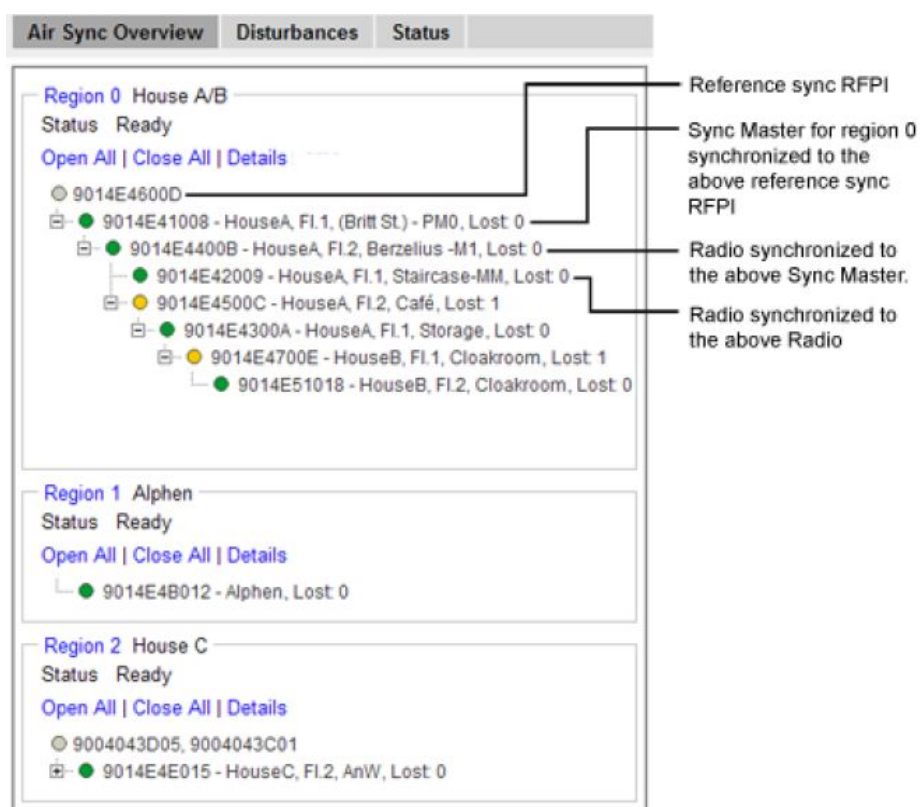 Air Sync Overview Disturbances Status
Region 0 House A/B
Status Ready
Open All | Close All | Details
9014E4600D
9014E41008 - HouseA, Fl.1, (Britt St.) - PM0, Lost: 0
9014E4400B - HouseA, Fl.2, Berzelius -M1, Lost: 0
9014E42009 - HouseA, Fl.1, Staircase-MM, Lost: 0
9014E4500C - HouseA, Fl.2, Café, Lost: 1
9014E4300A - HouseA, Fl.1, Storage, Lost: 0
9014E4700E - HouseB, Fl.1, Cloakroom, Lost: 1
9014E51018 - HouseB, Fl.2, Cloakroom, Lost: 0
Region 1 Alphen
Status Ready
Open All | Close All | Details
9014E4B012 - Alphen, Lost: 0
Region 2 House C
Status Ready
Open All | Close All | Details
9004043D05, 9004043C01
9014E4E015 - HouseC, Fl.2, AnW, Lost: 0
Reference sync RFPI
Sync Master for region 0
synchronized to the
above reference sync
RFPI
Radio synchronized to
the above Sync Master.
Radio synchronized to
the above Radio